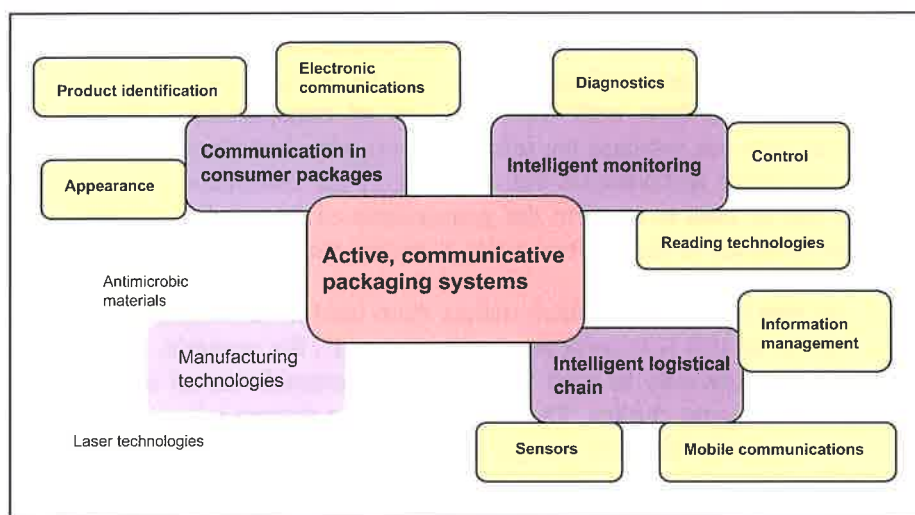 Product identification
Electronic
communications
Appearance
Communication in
consumer packages
Diagnostics
Intelligent monitoring
Control
Reading technologies
Active, communicative
packaging systems
Antimicrobic
materials
Manufacturing
technologies
Laser technologies
Information
management
Intelligent logistical
chain
Sensors
Mobile communications